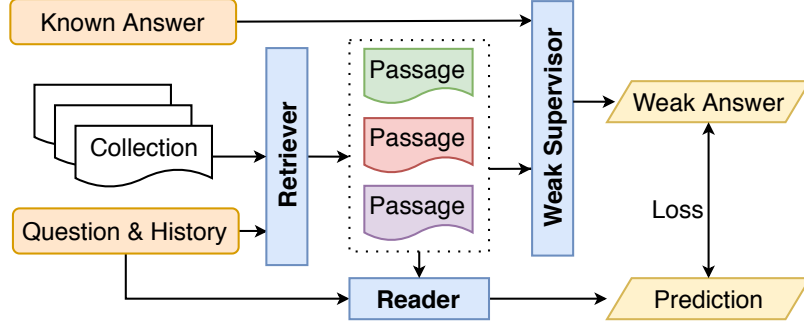 Known Answer
Passage
Weak Supervisor
Weak Answer
Collection
Retriever
Passage
Passage
Loss
Question & History
Reader
Prediction